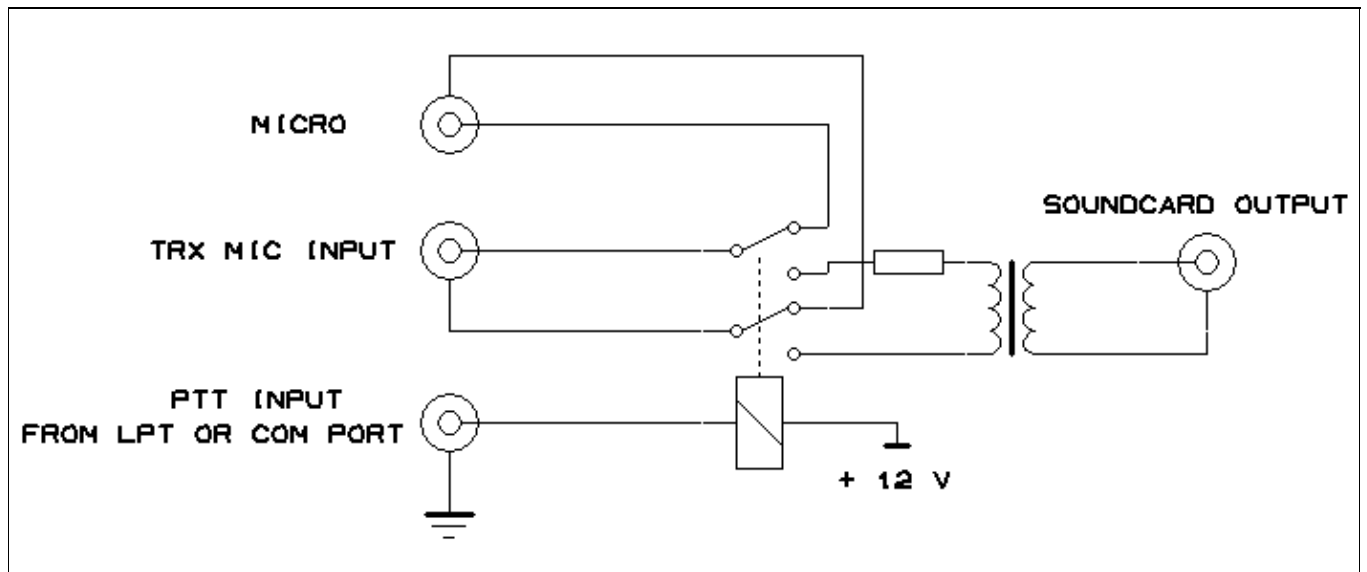 MICRO
TRX MIC INPUT
SOUNDCARD OUTPUT
PTT INPUT
FROM LPT OR COM PORT
+ 12 V